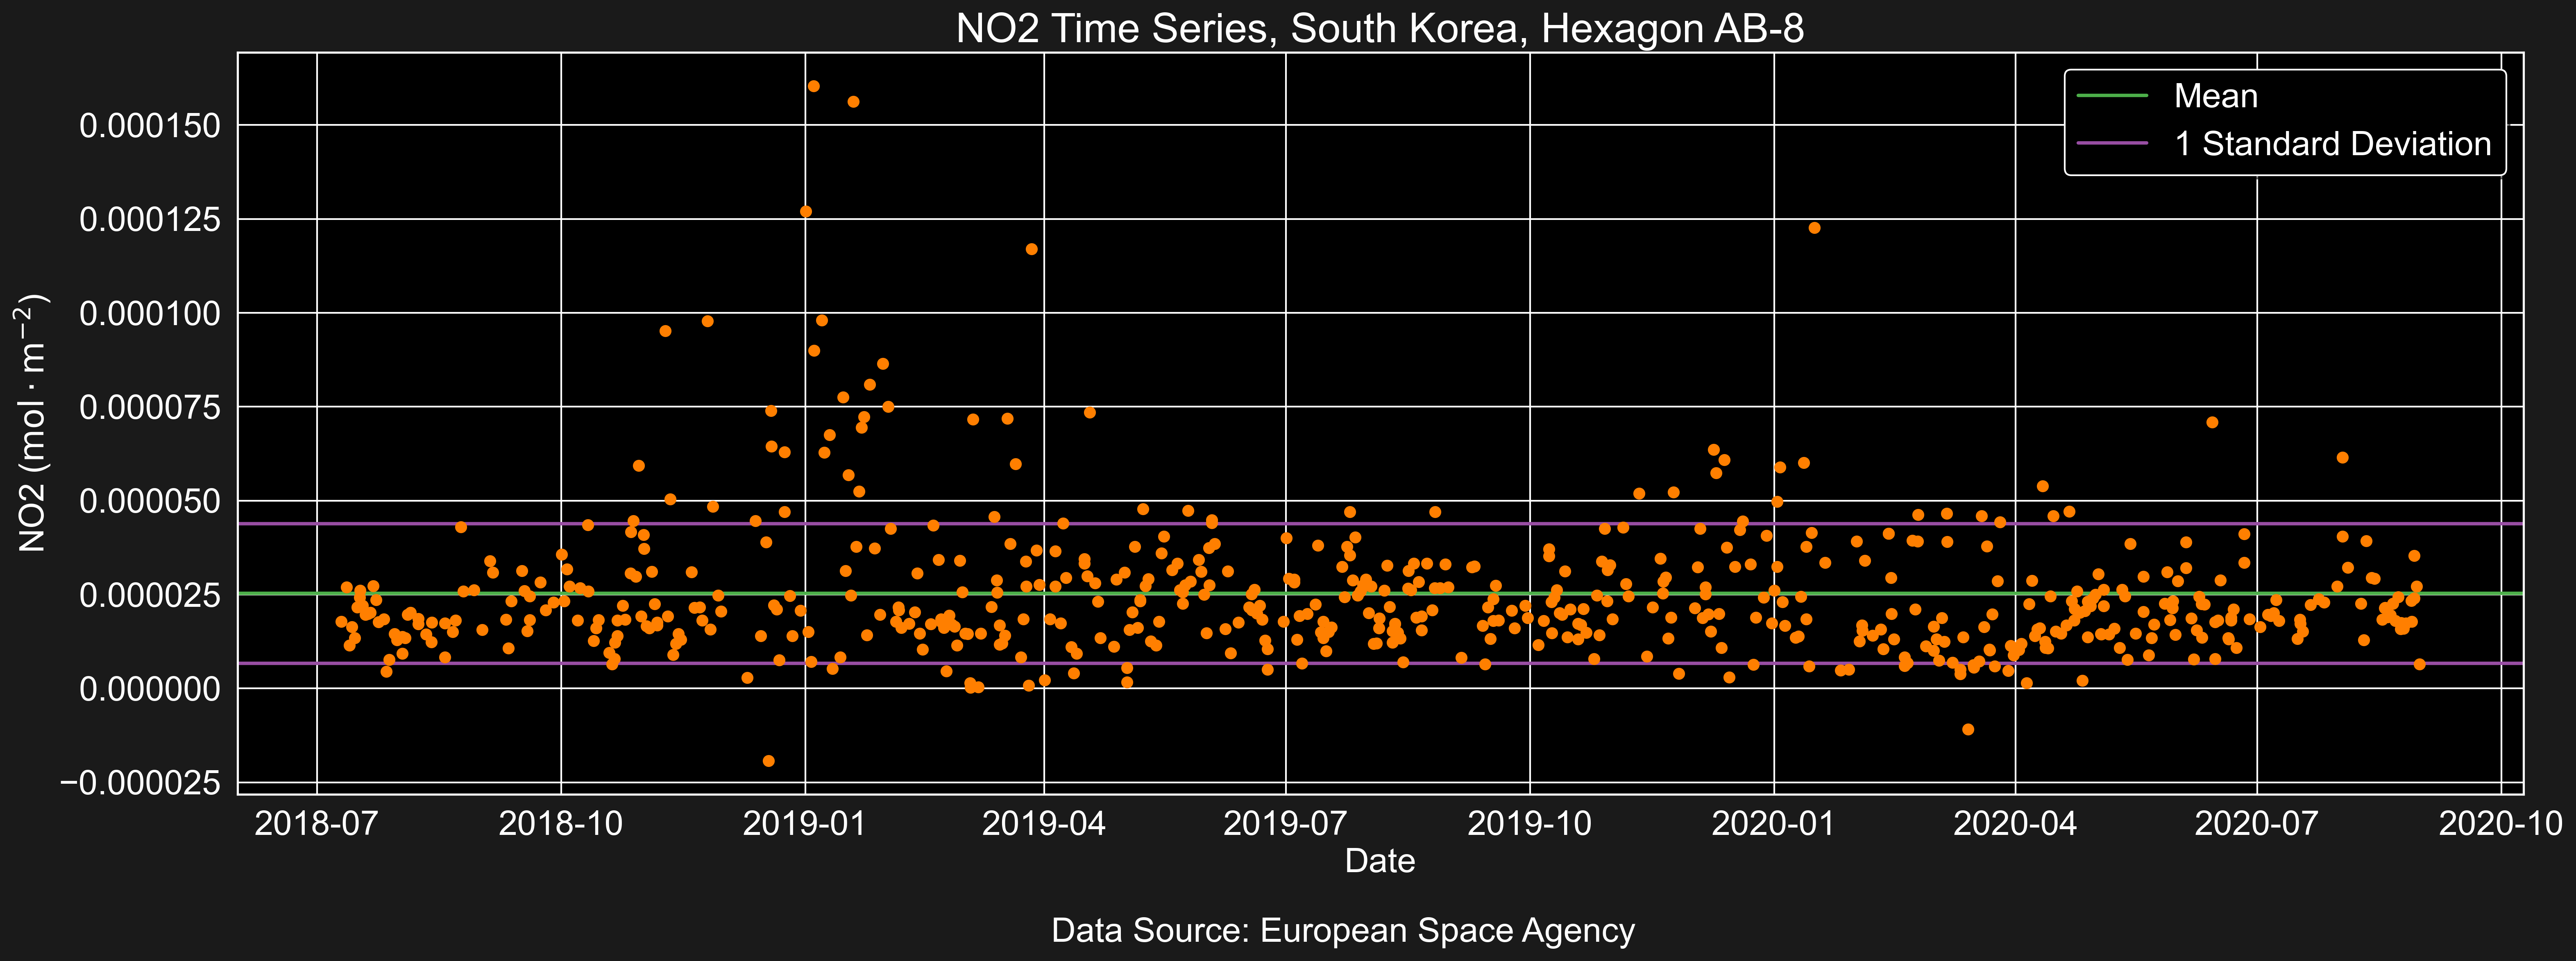 NO2 Time Series, South Korea, Hexagon AB-8
Mean
1 Standard Deviation
NO2 (mol · m⁻²)
0.000150
0.000125
0.000100
0.000075
0.000050
0.000025
0.000000
−0.000025
2018-07 2018-10 2019-01 2019-04 2019-07 2019-10 2020-01 2020-04 2020-07 2020-10
Date
Data Source: European Space Agency